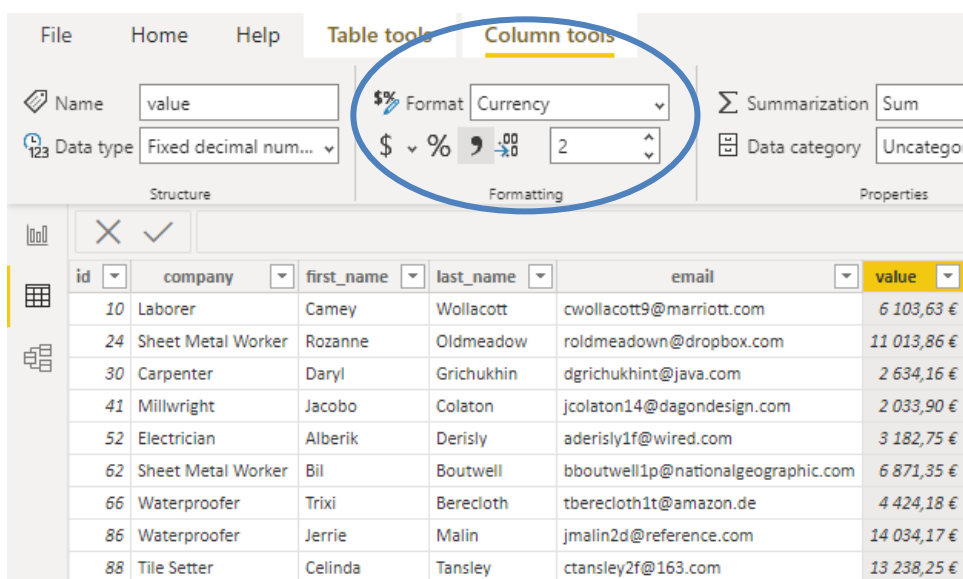 File Home Help Table tools Column tools
Name value $% Format Currency Σ Summarization Sum
123 Data type Fixed decimal num... $ % , .00 2 Data category Uncatego
Structure Formatting Properties
id company first_name last_name email value
10 Laborer Camey Wollacott cwollacott9@marriott.com 6 103,63 €
24 Sheet Metal Worker Rozanne Oldmeadow roldmeadown@dropbox.com 11 013,86 €
30 Carpenter Daryl Grichukhin dgrichukhint@java.com 2 634,16 €
41 Millwright Jacobo Colaton jcolaton14@dagondesign.com 2 033,90 €
52 Electrician Alberik Derisly aderisly1f@wired.com 3 182,75 €
62 Sheet Metal Worker Bil Boutwell bboutwell1p@nationalgeographic.com 6 871,35 €
66 Waterproofer Trixi Berecloth tberecloth1t@amazon.de 4 424,18 €
86 Waterproofer Jerrie Malin jmalin2d@reference.com 14 034,17 €
88 Tile Setter Celinda Tansley ctansley2f@163.com 13 238,25 €